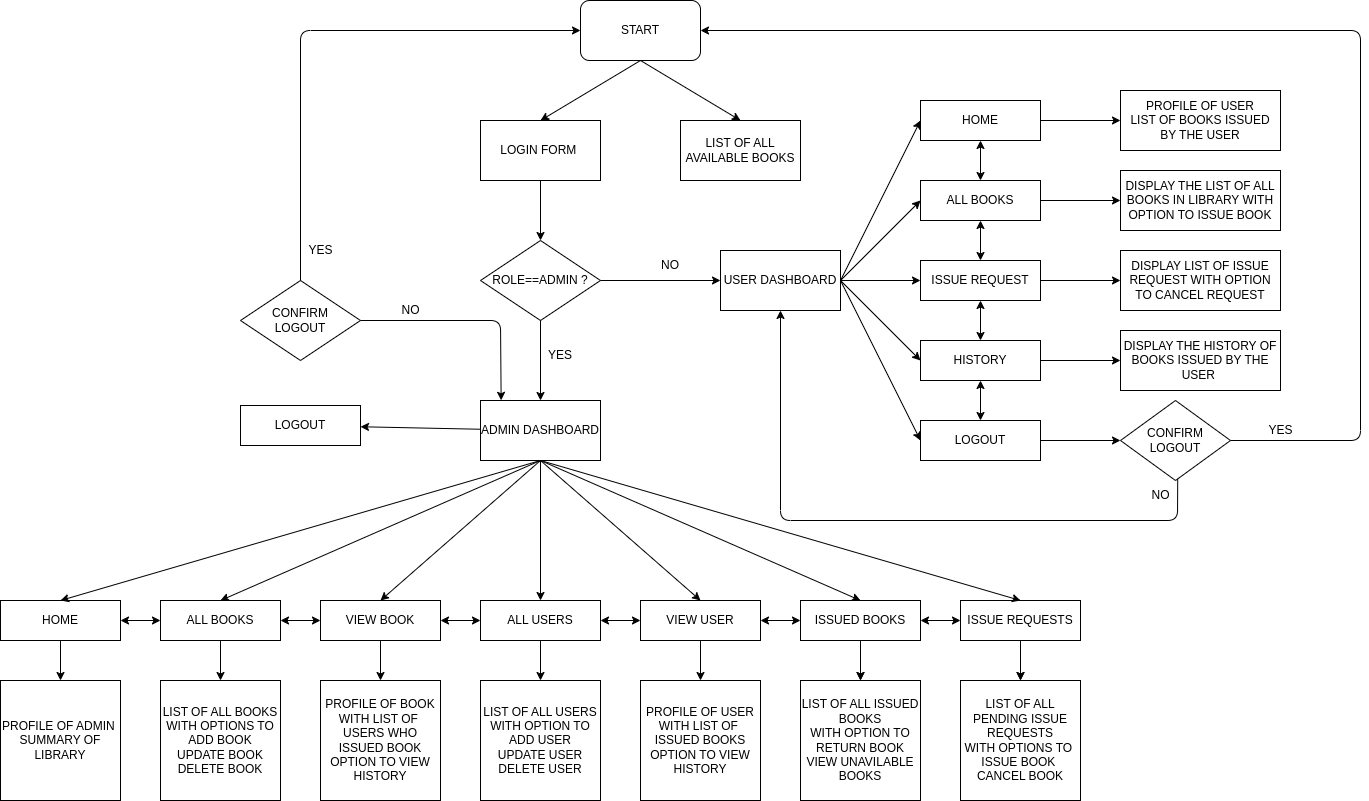 START
LOGIN FORM
LIST OF ALL
AVAILABLE BOOKS
HOME
PROFILE OF USER
LIST OF BOOKS ISSUED
BY THE USER
ALL BOOKS
DISPLAY THE LIST OF ALL
BOOKS IN LIBRARY WITH
OPTION TO ISSUE BOOK
YES
ROLE==ADMIN ?
NO
USER DASHBOARD
ISSUE REQUEST
DISPLAY LIST OF ISSUE
REQUEST WITH OPTION
TO CANCEL REQUEST
CONFIRM
LOGOUT
NO
YES
HISTORY
DISPLAY THE HISTORY OF
BOOKS ISSUED BY THE
USER
LOGOUT
ADMIN DASHBOARD
LOGOUT
CONFIRM
LOGOUT
YES
NO
HOME
ALL BOOKS
VIEW BOOK
ALL USERS
VIEW USER
ISSUED BOOKS
ISSUE REQUESTS
PROFILE OF ADMIN
SUMMARY OF
LIBRARY
LIST OF ALL BOOKS
WITH OPTIONS TO
ADD BOOK
UPDATE BOOK
DELETE BOOK
PROFILE OF BOOK
WITH LIST OF
USERS WHO
ISSUED BOOK
OPTION TO VIEW
HISTORY
LIST OF ALL USERS
WITH OPTION TO
ADD USER
UPDATE USER
DELETE USER
PROFILE OF USER
WITH LIST OF
ISSUED BOOKS
OPTION TO VIEW
HISTORY
LIST OF ALL ISSUED
BOOKS
WITH OPTION TO
RETURN BOOK
VIEW UNAVILABLE
BOOKS
LIST OF ALL
PENDING ISSUE
REQUESTS
WITH OPTIONS TO
ISSUE BOOK
CANCEL BOOK